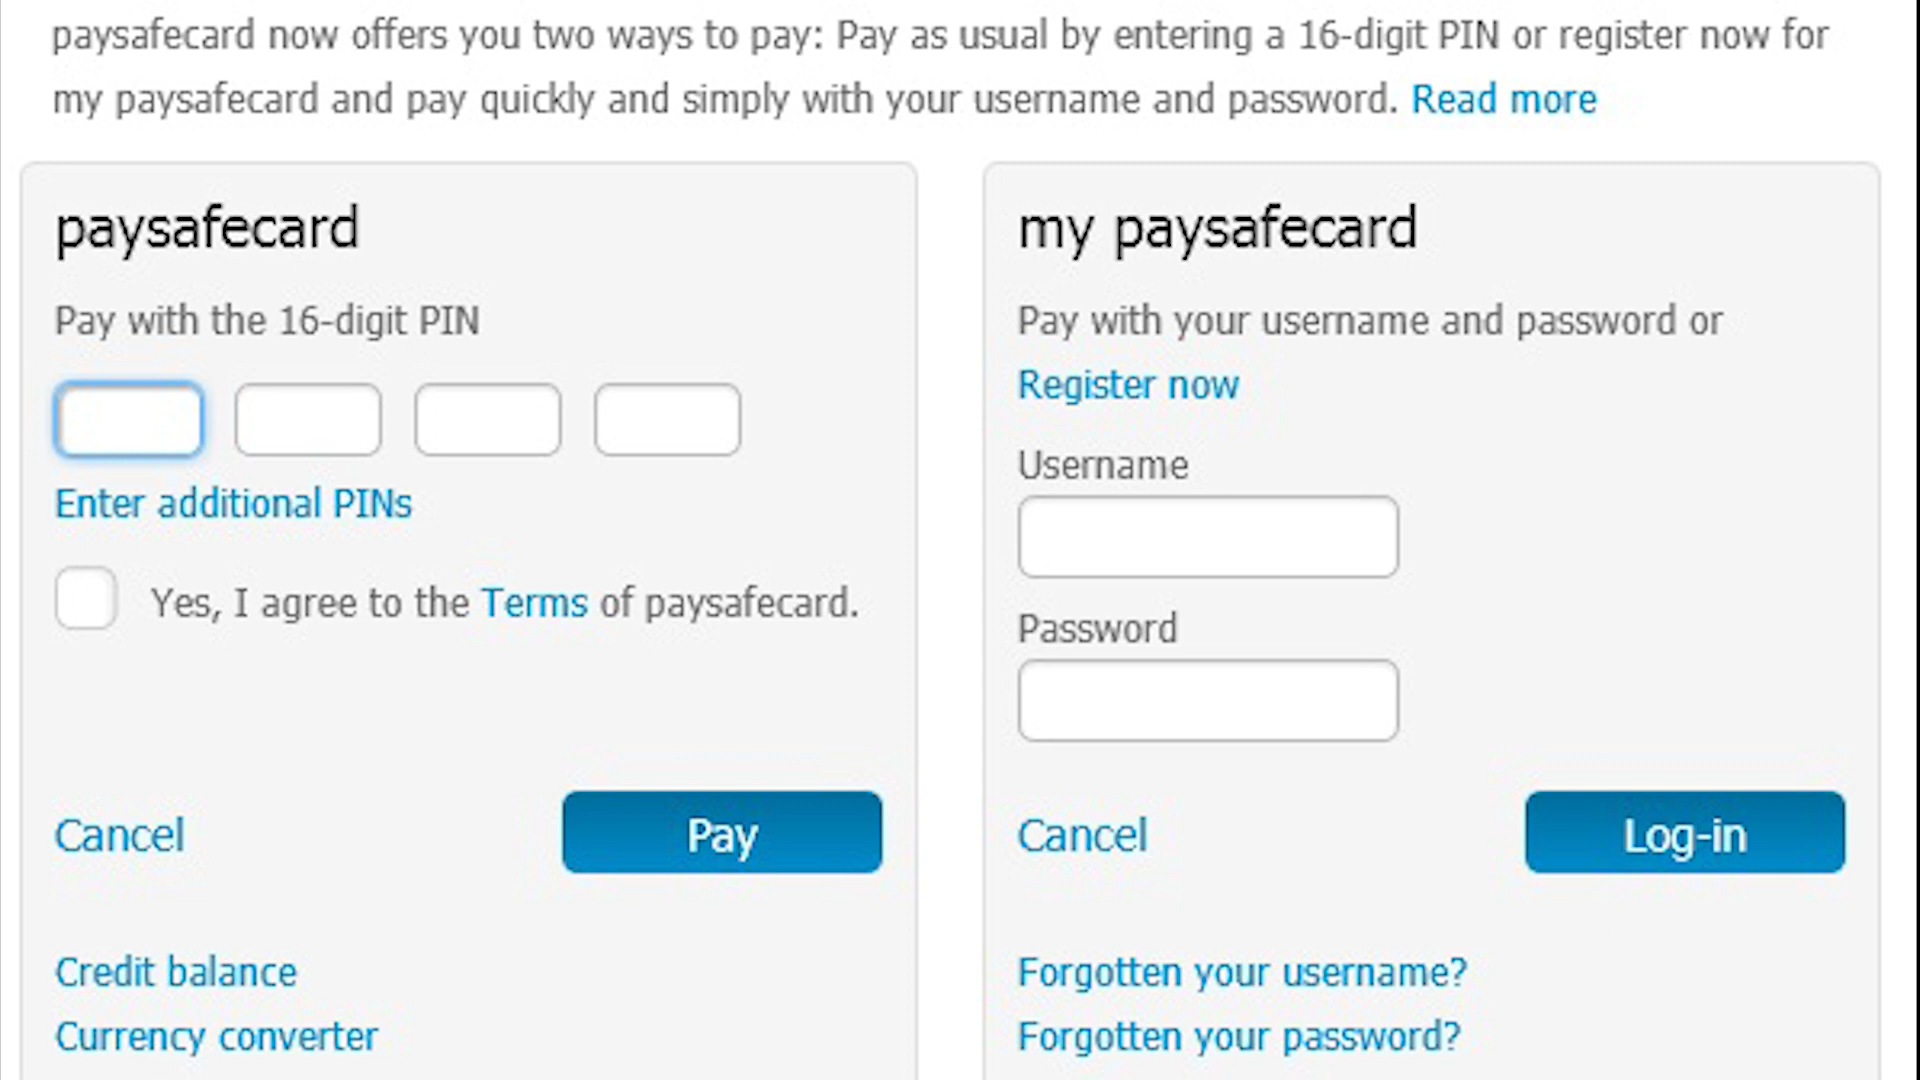 paysafecard now offers you two ways to pay: Pay as usual by entering a 16-digit PIN or register now for
my paysafecard and pay quickly and simply with your username and password. Read more
paysafecard
Pay with the 16-digit PIN
Enter additional PINs
Yes, I agree to the Terms of paysafecard.
Cancel
Pay
Credit balance
Currency converter
my paysafecard
Pay with your username and password or
Register now
Username
Password
Cancel
Log-in
Forgotten your username?
Forgotten your password?